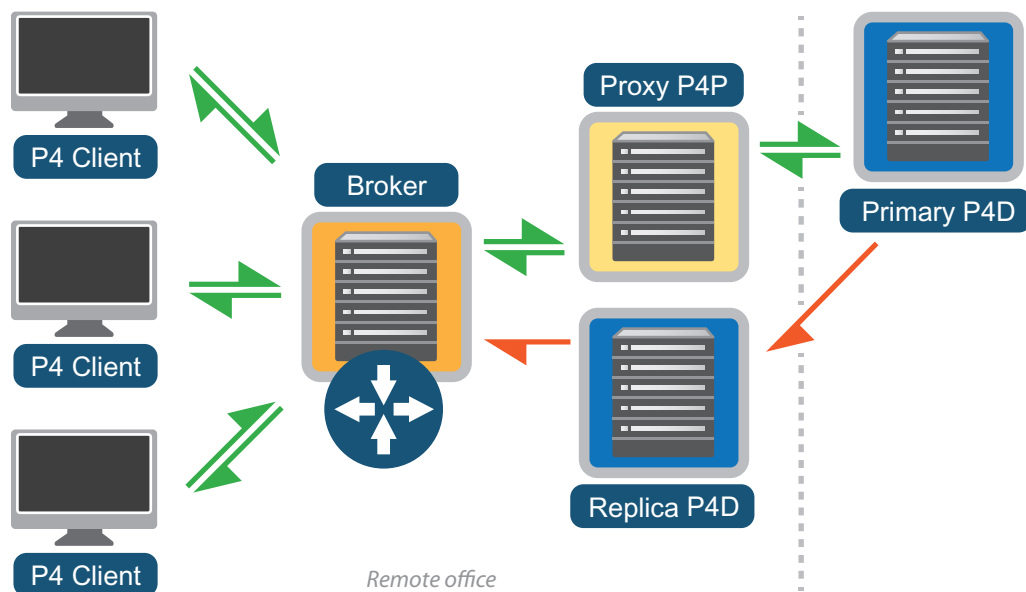 P4 Client
Proxy P4P
Broker
Primary P4D
P4 Client
Replica P4D
P4 Client
Remote office